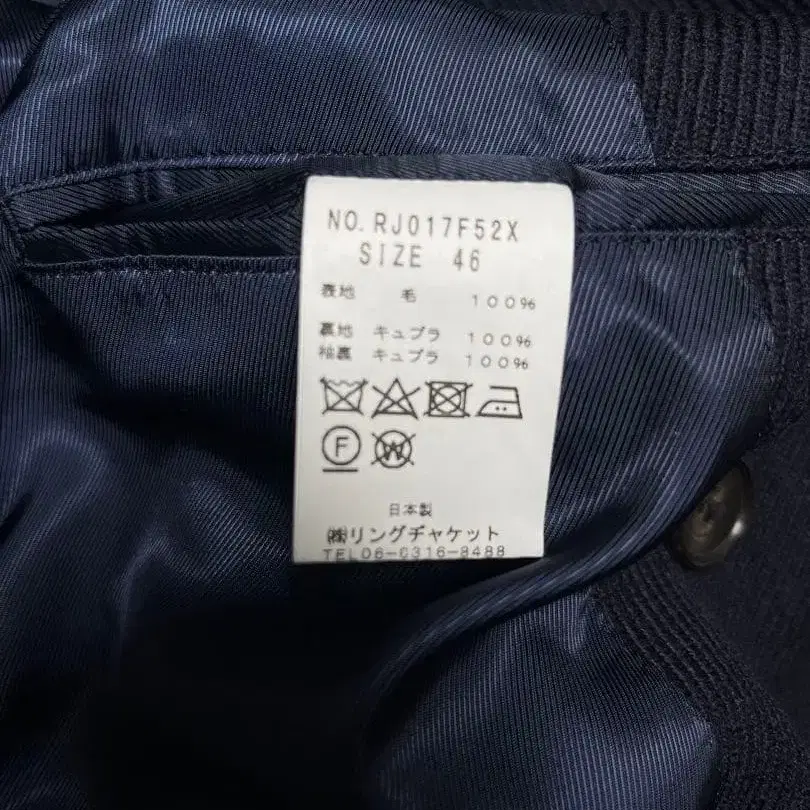 NO. RJ017F52X
SIZE 46
表地 毛 100%
裏地 キュプラ 100%
袖裏 キュプラ 100%
F W
日本製
㈱リングヂャケット
TEL06-6316-8488